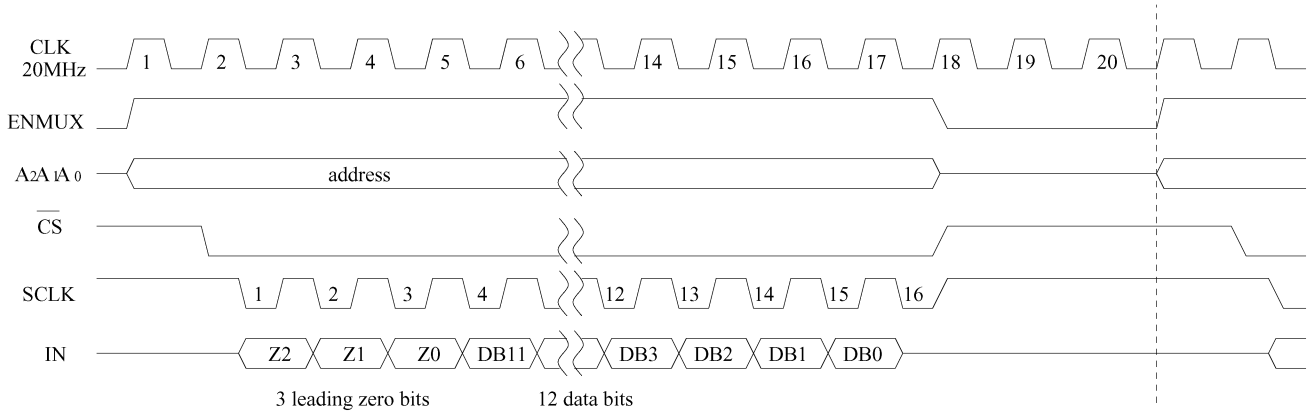 CLK
20MHz
1 2 3 4 5 6 14 15 16 17 18 19 20
ENMUX
A2A1A0
address
CS
SCLK
1 2 3 4 12 13 14 15 16
IN
Z2 Z1 Z0 DB11 DB3 DB2 DB1 DB0
3 leading zero bits 12 data bits